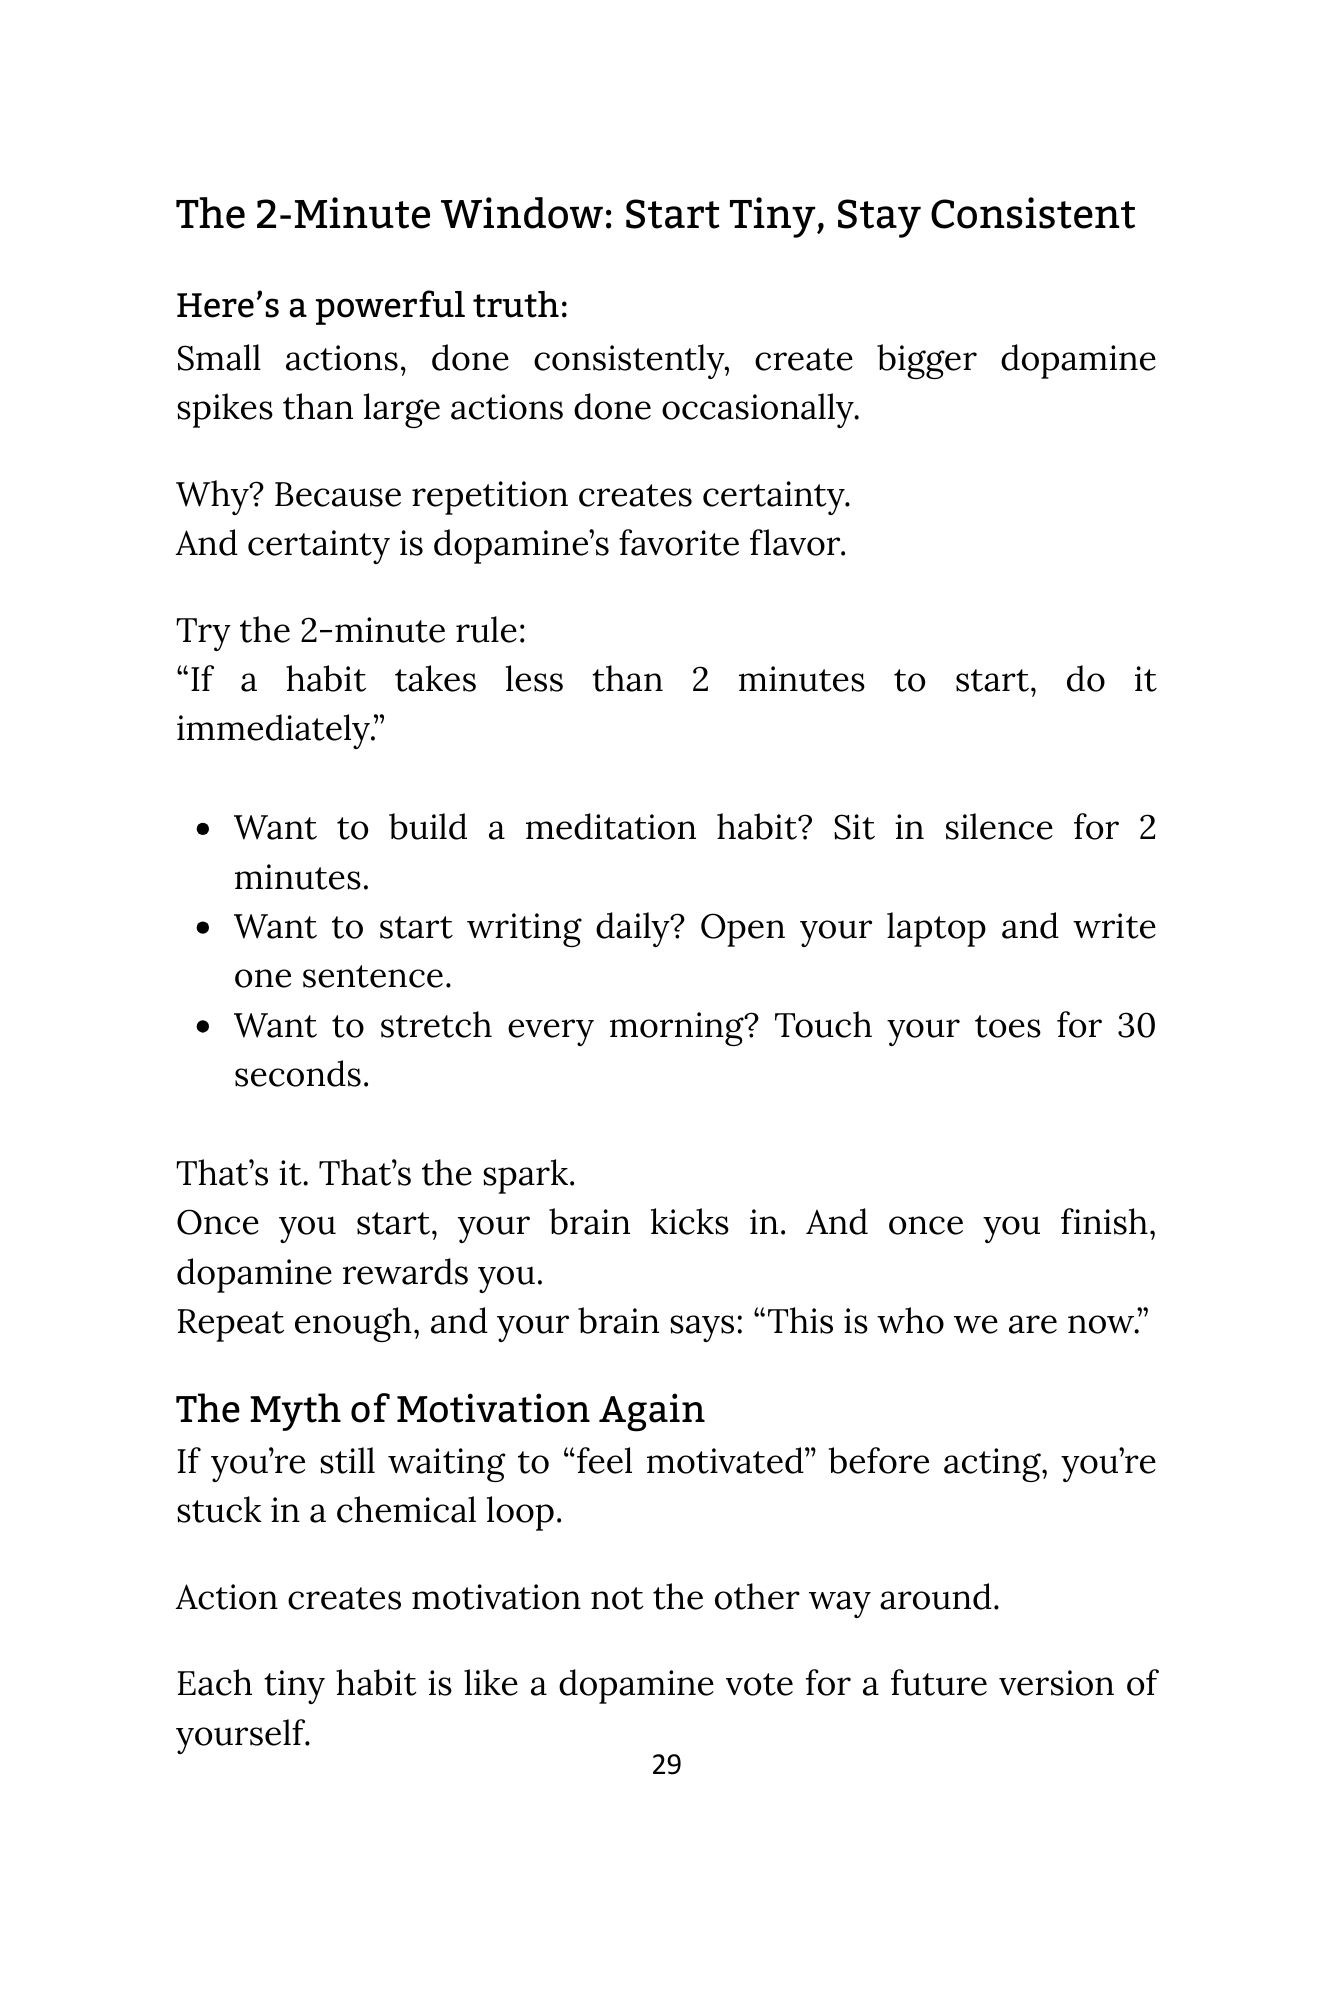 The 2-Minute Window: Start Tiny, Stay Consistent
Here’s a powerful truth:
Small actions, done consistently, create bigger dopamine
spikes than large actions done occasionally.
Why? Because repetition creates certainty.
And certainty is dopamine’s favorite flavor.
Try the 2-minute rule:
“If a habit takes less than 2 minutes to start, do it
immediately.”
• Want to build a meditation habit? Sit in silence for 2
minutes.
• Want to start writing daily? Open your laptop and write
one sentence.
• Want to stretch every morning? Touch your toes for 30
seconds.
That’s it. That’s the spark.
Once you start, your brain kicks in. And once you finish,
dopamine rewards you.
Repeat enough, and your brain says: “This is who we are now.”
The Myth of Motivation Again
If you’re still waiting to “feel motivated” before acting, you’re
stuck in a chemical loop.
Action creates motivation not the other way around.
Each tiny habit is like a dopamine vote for a future version of
yourself.
29